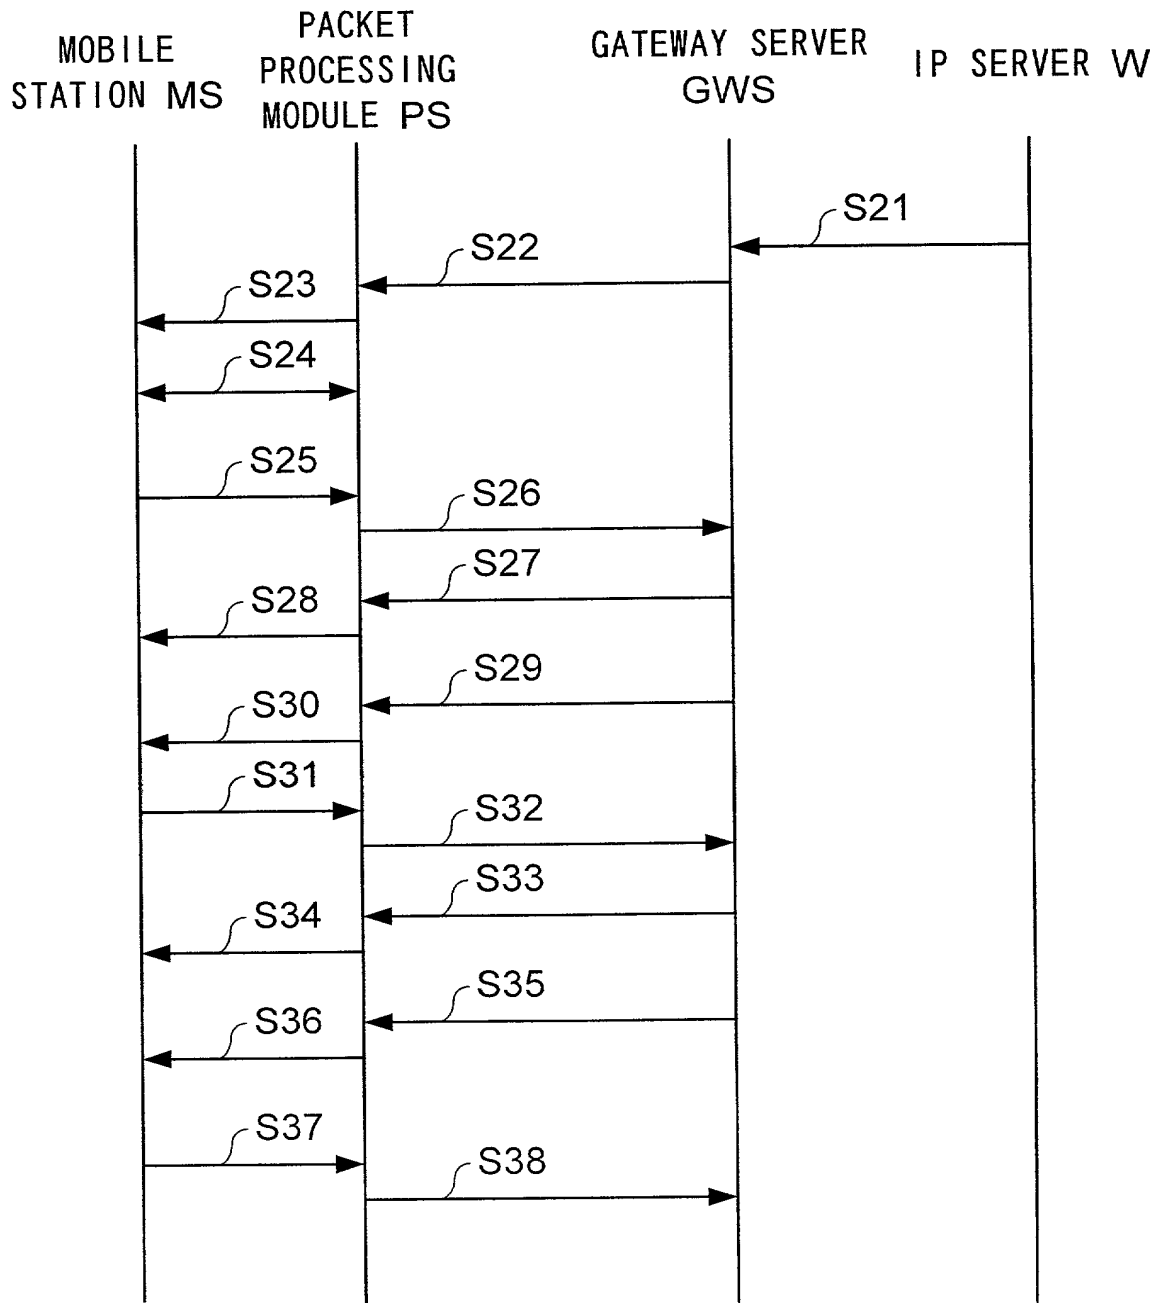 MOBILE
STATION MS
PACKET
PROCESSING
MODULE PS
GATEWAY SERVER
GWS
IP SERVER W
S21
S22
S23
S24
S25
S26
S27
S28
S29
S30
S31
S32
S33
S34
S35
S36
S37
S38